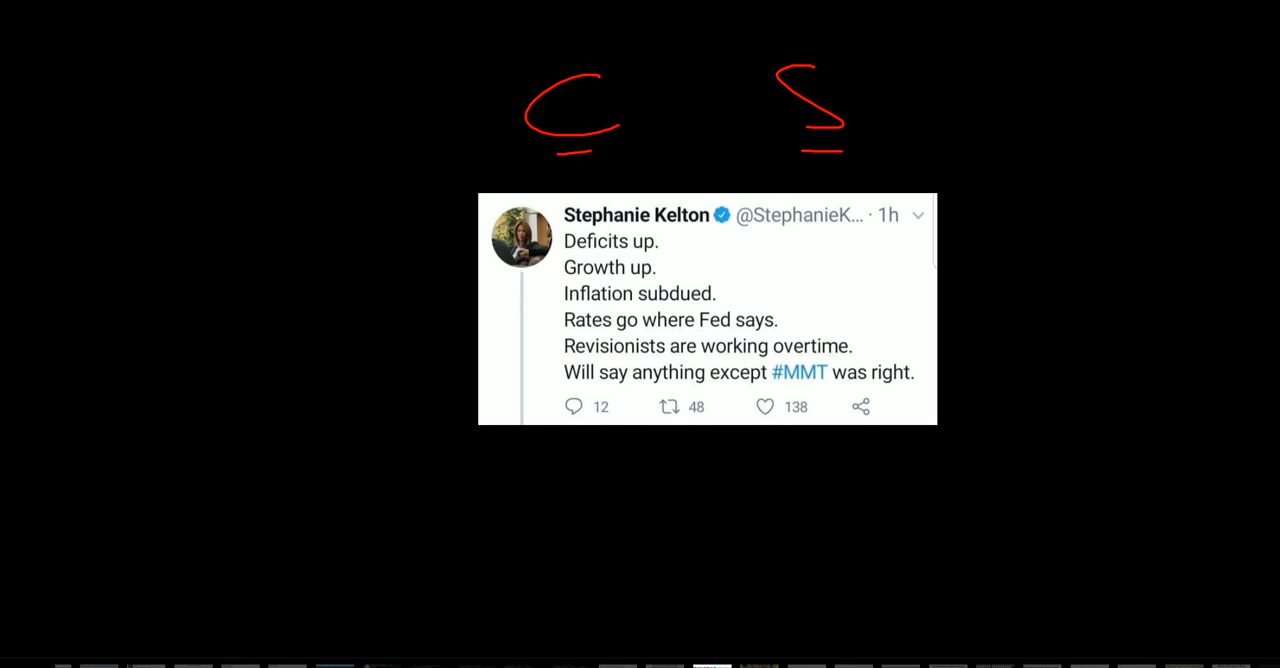 C S
Stephanie Kelton @StephanieK... · 1h
Deficits up.
Growth up.
Inflation subdued.
Rates go where Fed says.
Revisionists are working overtime.
Will say anything except #MMT was right.
12 48 138